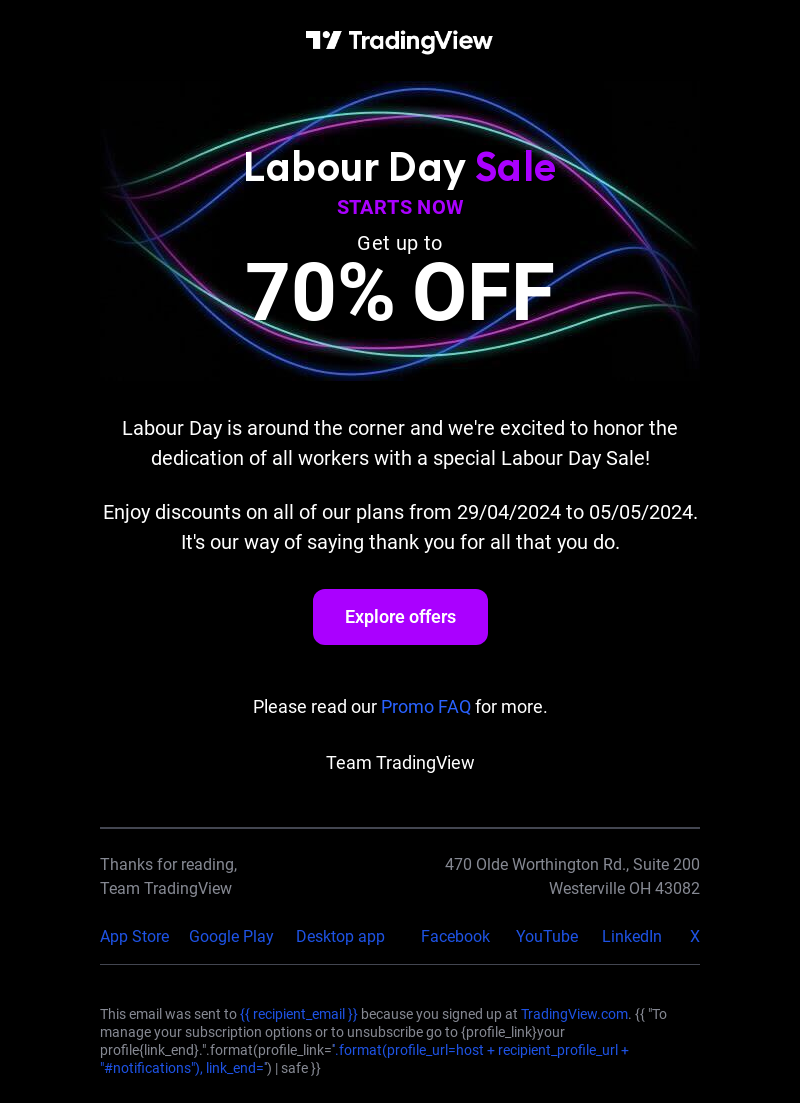 TradingView
Labour Day Sale
STARTS NOW
Get up to
70% OFF
Labour Day is around the corner and we're excited to honor the
dedication of all workers with a special Labour Day Sale!
Enjoy discounts on all of our plans from 29/04/2024 to 05/05/2024.
It's our way of saying thank you for all that you do.
Explore offers
Please read our Promo FAQ for more.
Team TradingView
Thanks for reading,
Team TradingView
470 Olde Worthington Rd., Suite 200
Westerville OH 43082
App Store Google Play Desktop app Facebook YouTube LinkedIn X
This email was sent to {{ recipient_email }} because you signed up at TradingView.com. {{ "To
manage your subscription options or to unsubscribe go to {profile_link}your
profile{link_end}.".format(profile_link='.format(profile_url=host + recipient_profile_url +
"#notifications"), link_end='') | safe }}